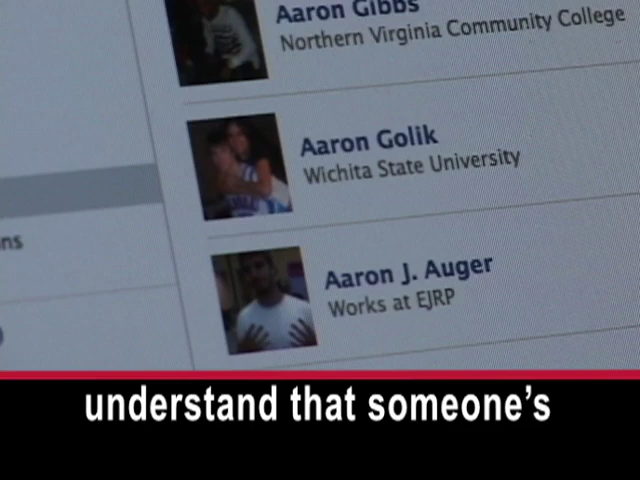 Aaron Gibbs
Northern Virginia Community College
Aaron Golik
Wichita State University
ns
Aaron J. Auger
Works at EJRP
understand that someone's